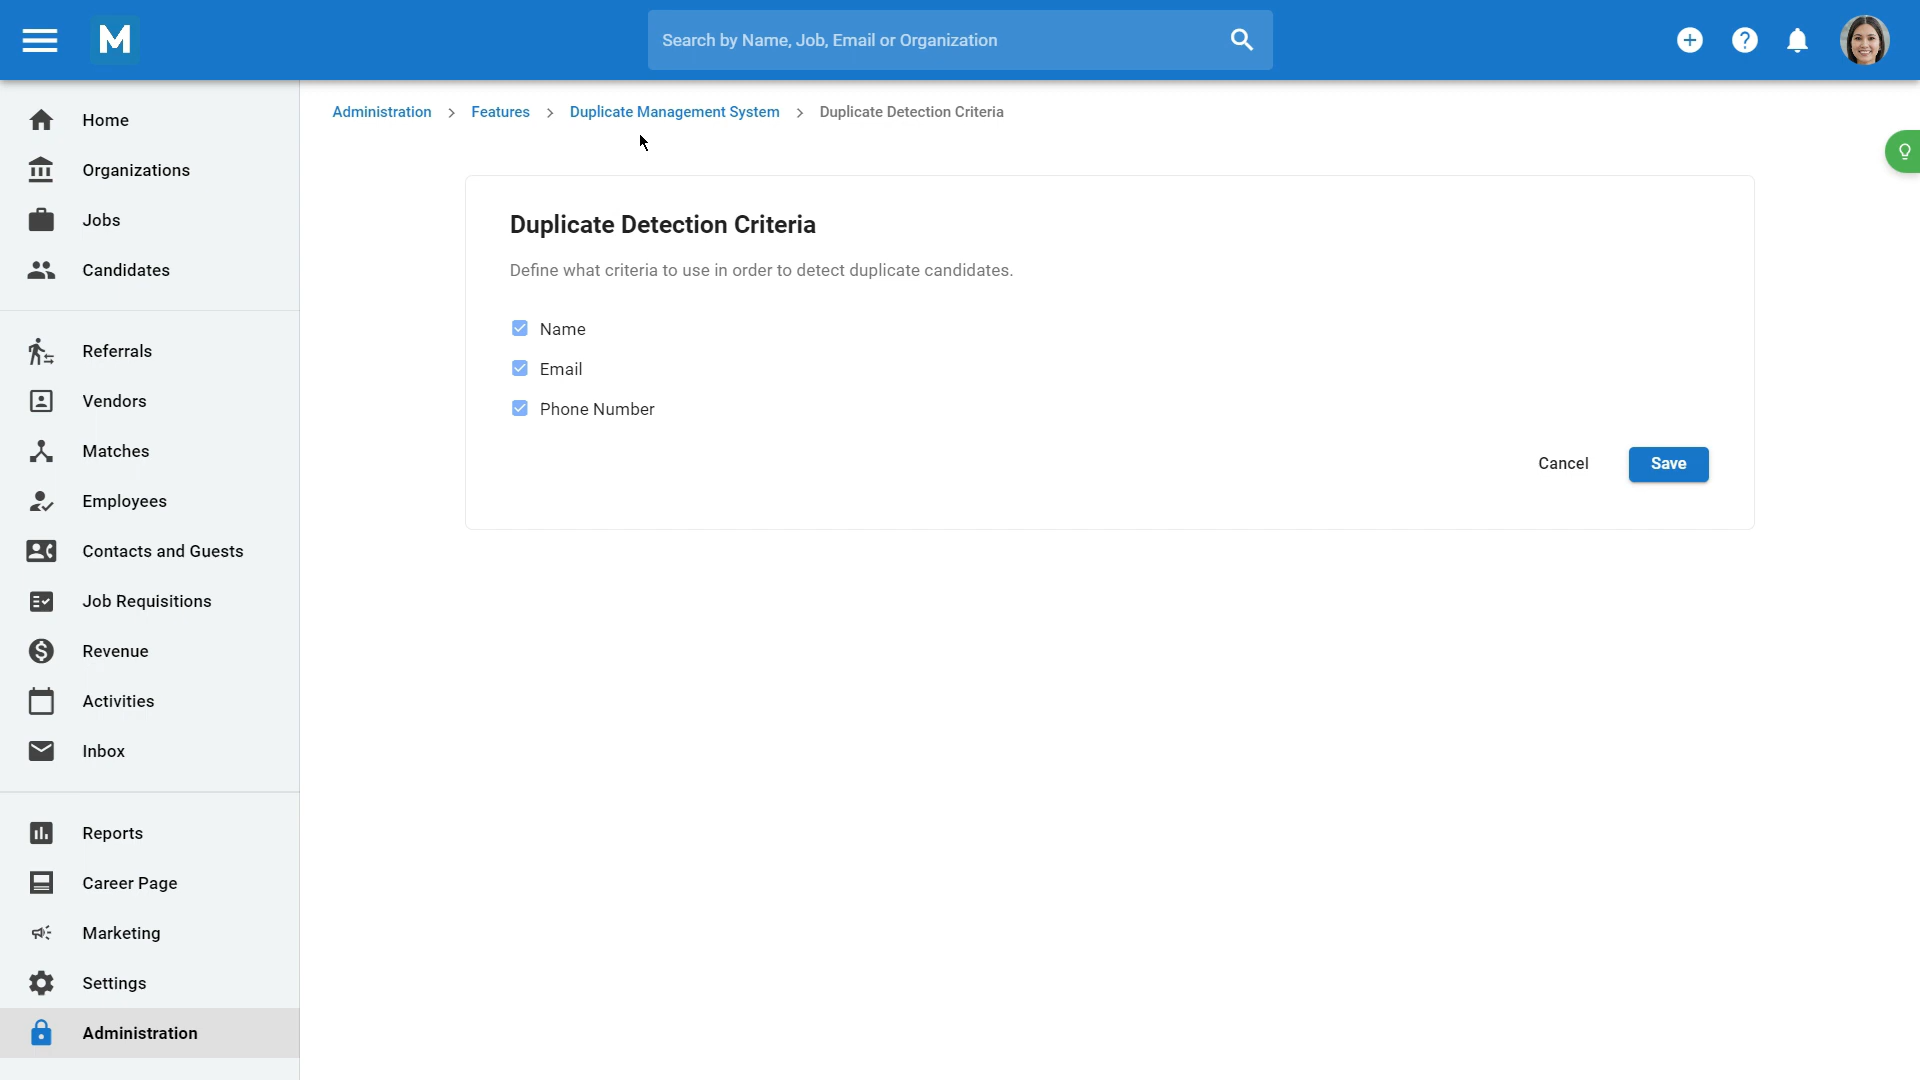 M
Search by Name, Job, Email or Organization
Administration > Features > Duplicate Management System > Duplicate Detection Criteria
Home
Organizations
Jobs
Candidates
Referrals
Vendors
Matches
Employees
Contacts and Guests
Job Requisitions
Revenue
Activities
Inbox
Reports
Career Page
Marketing
Settings
Administration
Duplicate Detection Criteria
Define what criteria to use in order to detect duplicate candidates.
Name
Email
Phone Number
Cancel Save